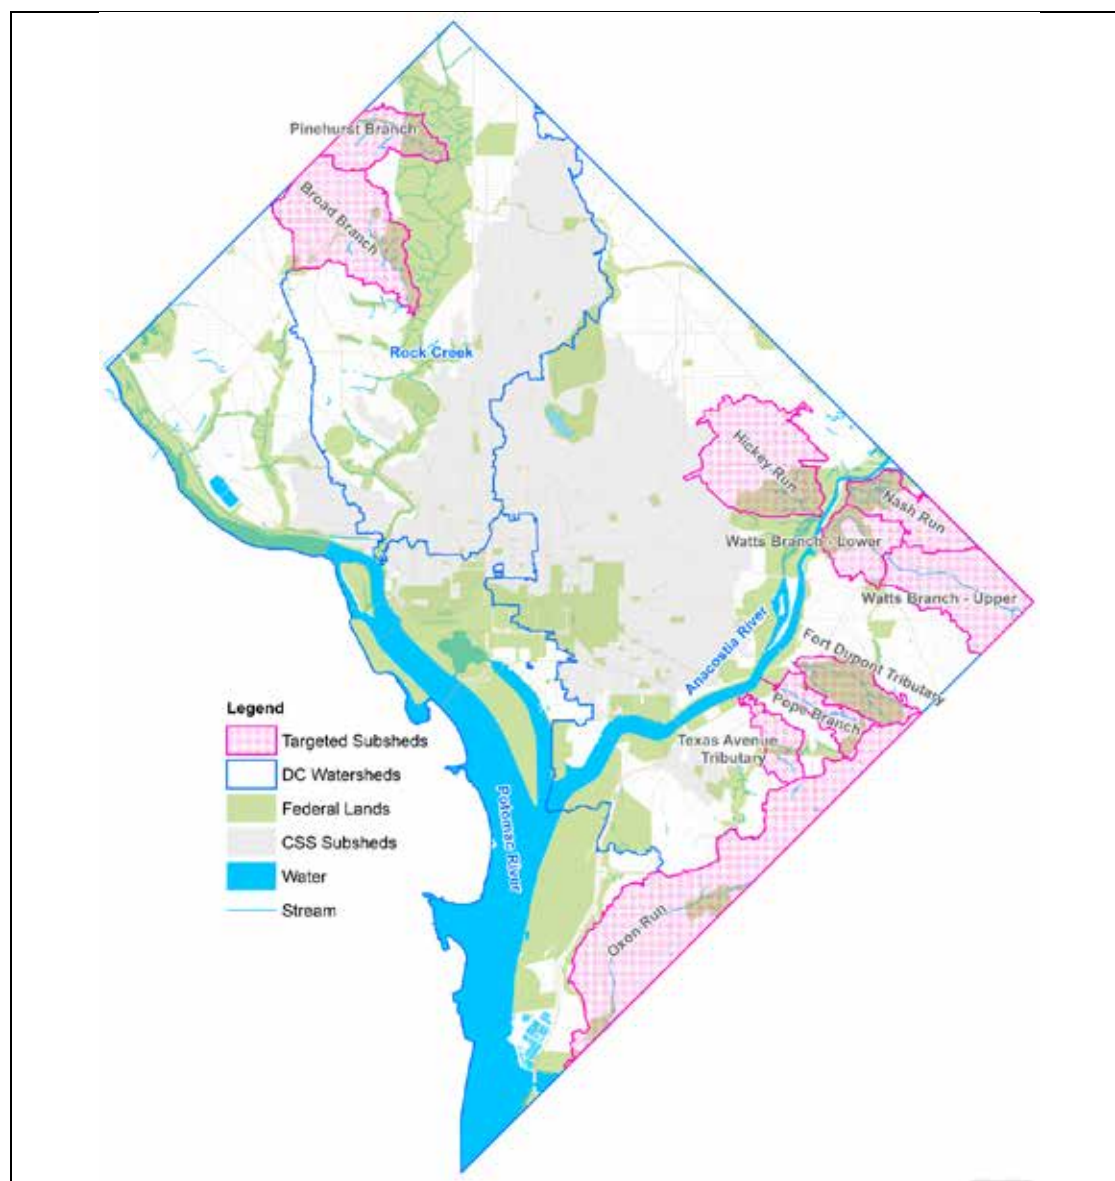 Pinehurst Branch
Broad Branch
Rock Creek
Hickey Run
Nash Run
Watts Branch - Lower
Watts Branch - Upper
Anacostia River
Fort Dupont Tributary
Pope Branch
Texas Avenue
Tributary
Potomac River
Oxon Run
Legend
Targeted Subsheds
DC Watersheds
Federal Lands
CSS Subsheds
Water
Stream